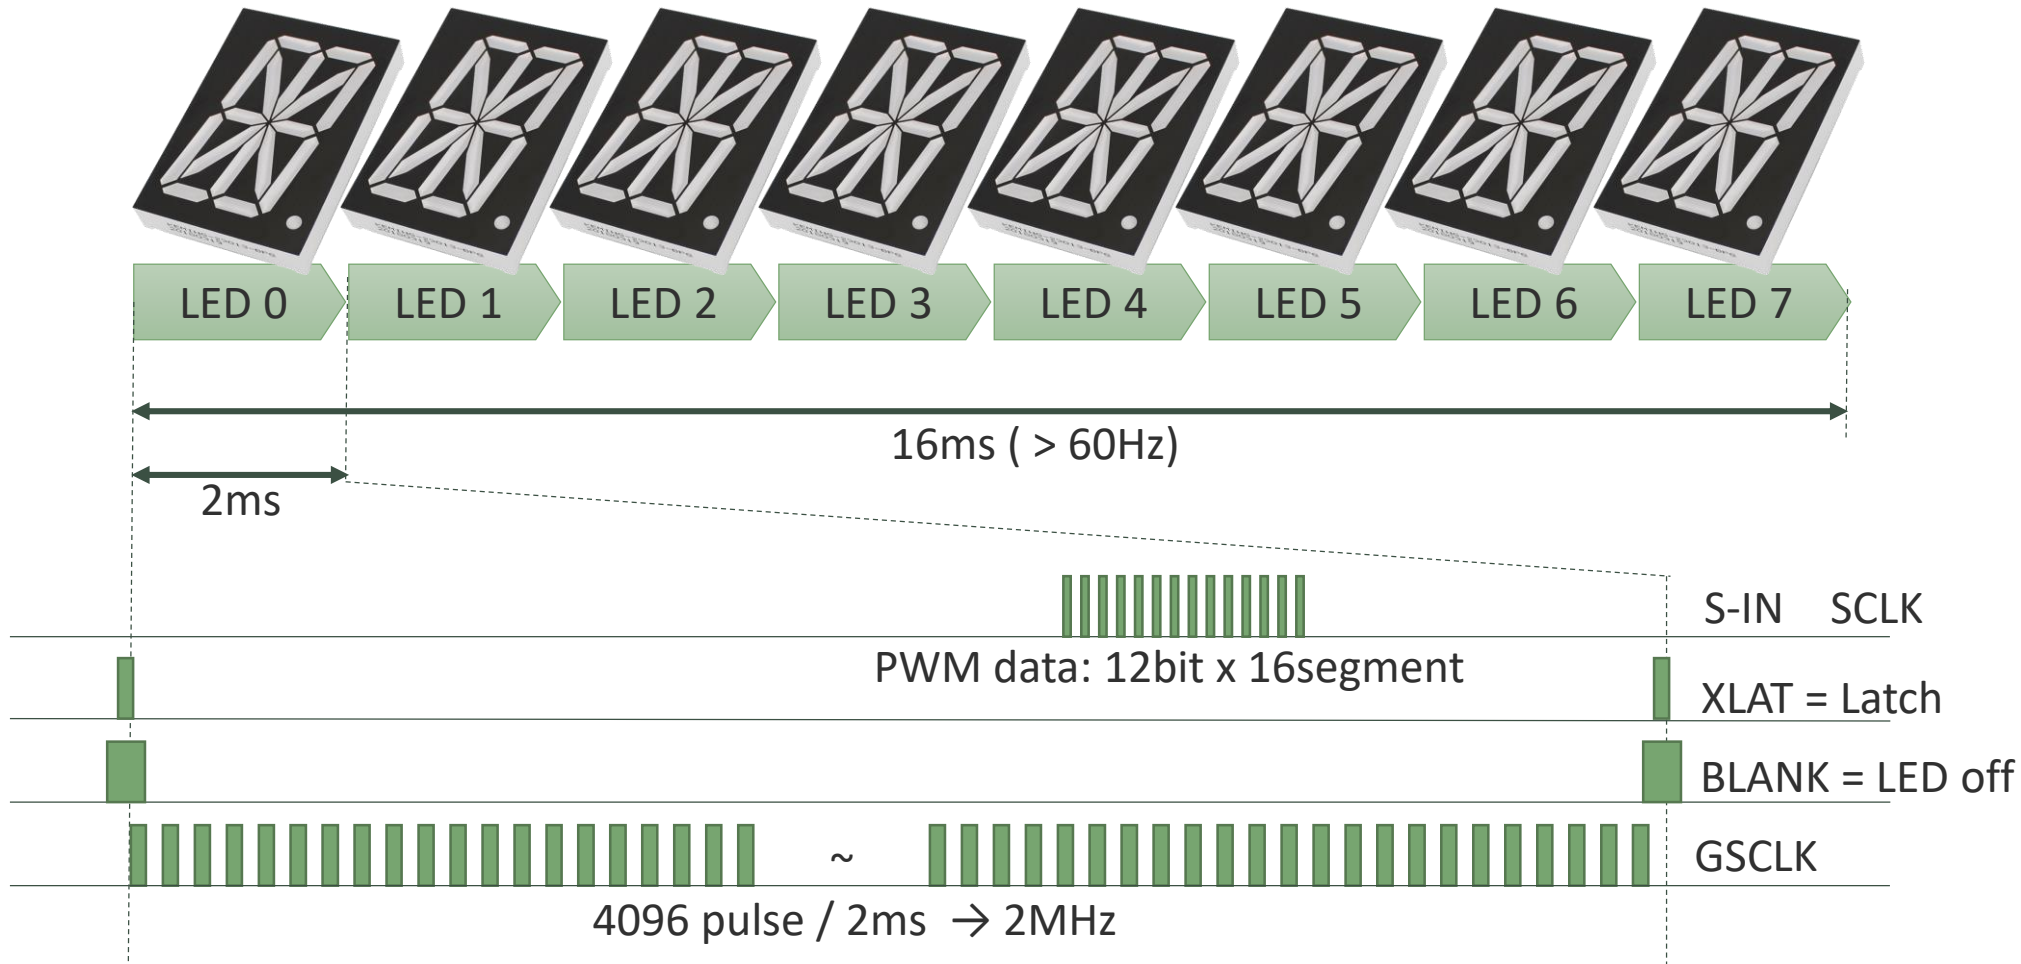 LED 0
LED 1
LED 2
LED 3
LED 4
LED 5
LED 6
LED 7
16ms ( > 60Hz)
2ms
S-IN SCLK
PWM data: 12bit x 16segment
XLAT = Latch
BLANK = LED off
~
GSCLK
4096 pulse / 2ms → 2MHz